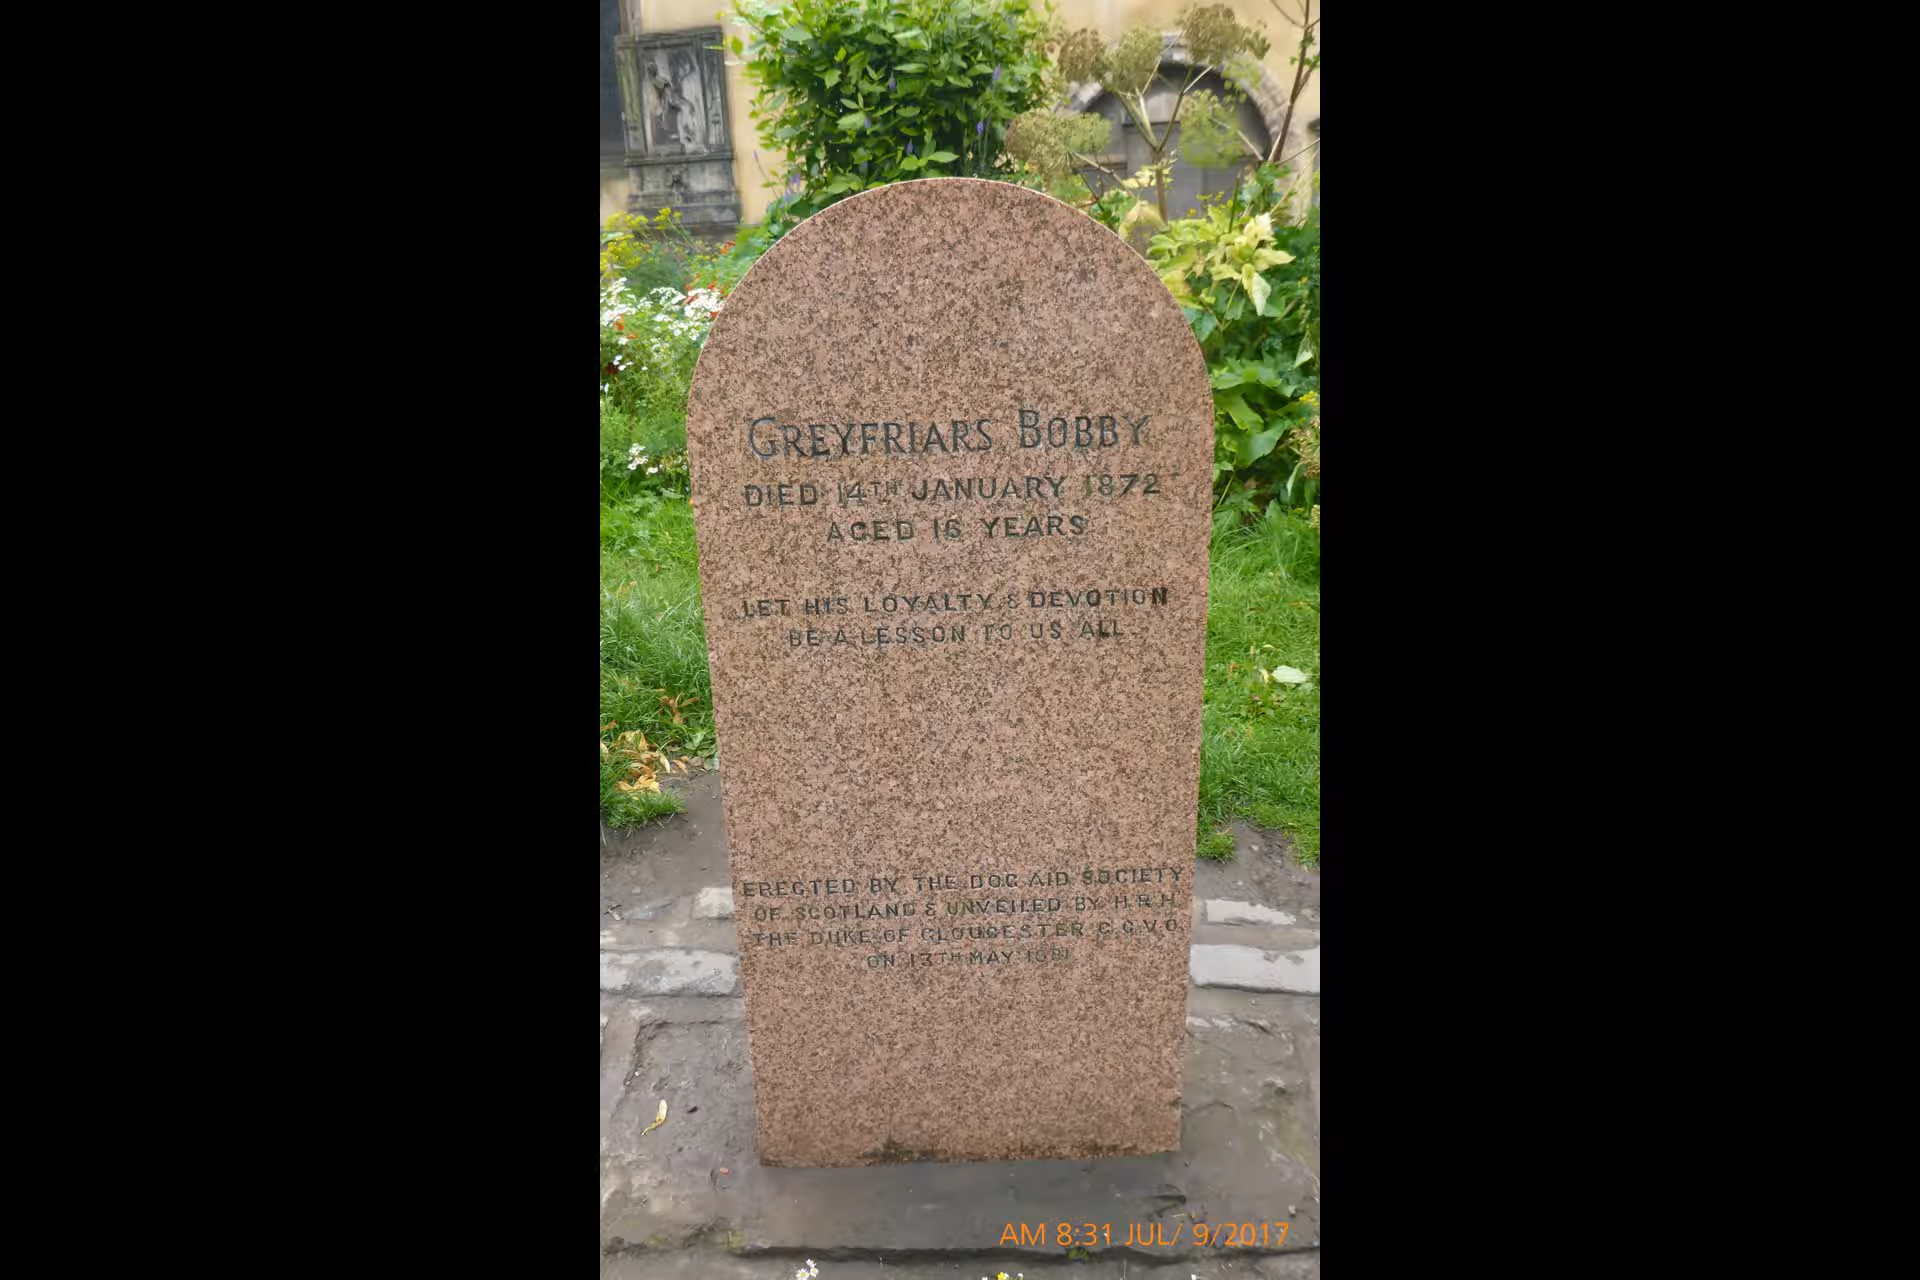 GREYFRIARS BOBBY
DIED 14TH JANUARY 1872
AGED 16 YEARS
LET HIS LOYALTY & DEVOTION
BE A LESSON TO US ALL
ERECTED BY THE DOG AID SOCIETY
OF SCOTLAND & UNVEILED BY H.R.H.
THE DUKE OF GLOUCESTER G.C.V.O.
ON 13TH MAY 1981
AM 8:31 JUL/ 9/2017